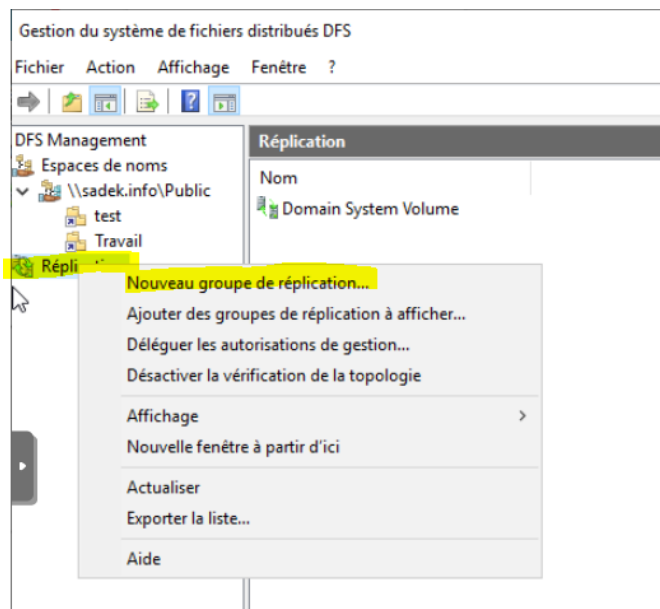 Gestion du système de fichiers distribués DFS
Fichier Action Affichage Fenêtre ?
DFS Management
Espaces de noms
\\sadek.info\Public
test
Travail
Réplication
Nom
Domain System Volume
Nouveau groupe de réplication...
Ajouter des groupes de réplication à afficher...
Déléguer les autorisations de gestion...
Désactiver la vérification de la topologie
Affichage
Nouvelle fenêtre à partir d'ici
Actualiser
Exporter la liste...
Aide